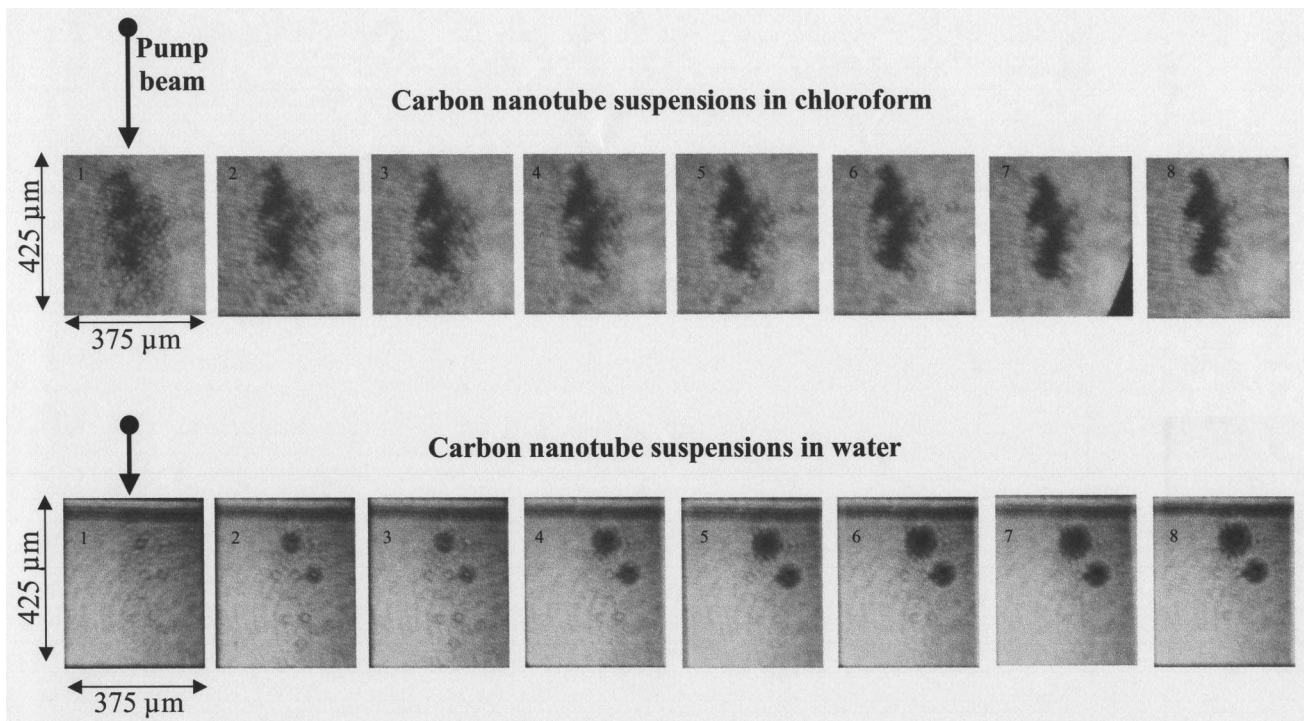 Pump
beam
Carbon nanotube suspensions in chloroform
1 2 3 4 5 6 7 8
425 µm
375 µm
Carbon nanotube suspensions in water
1 2 3 4 5 6 7 8
425 µm
375 µm